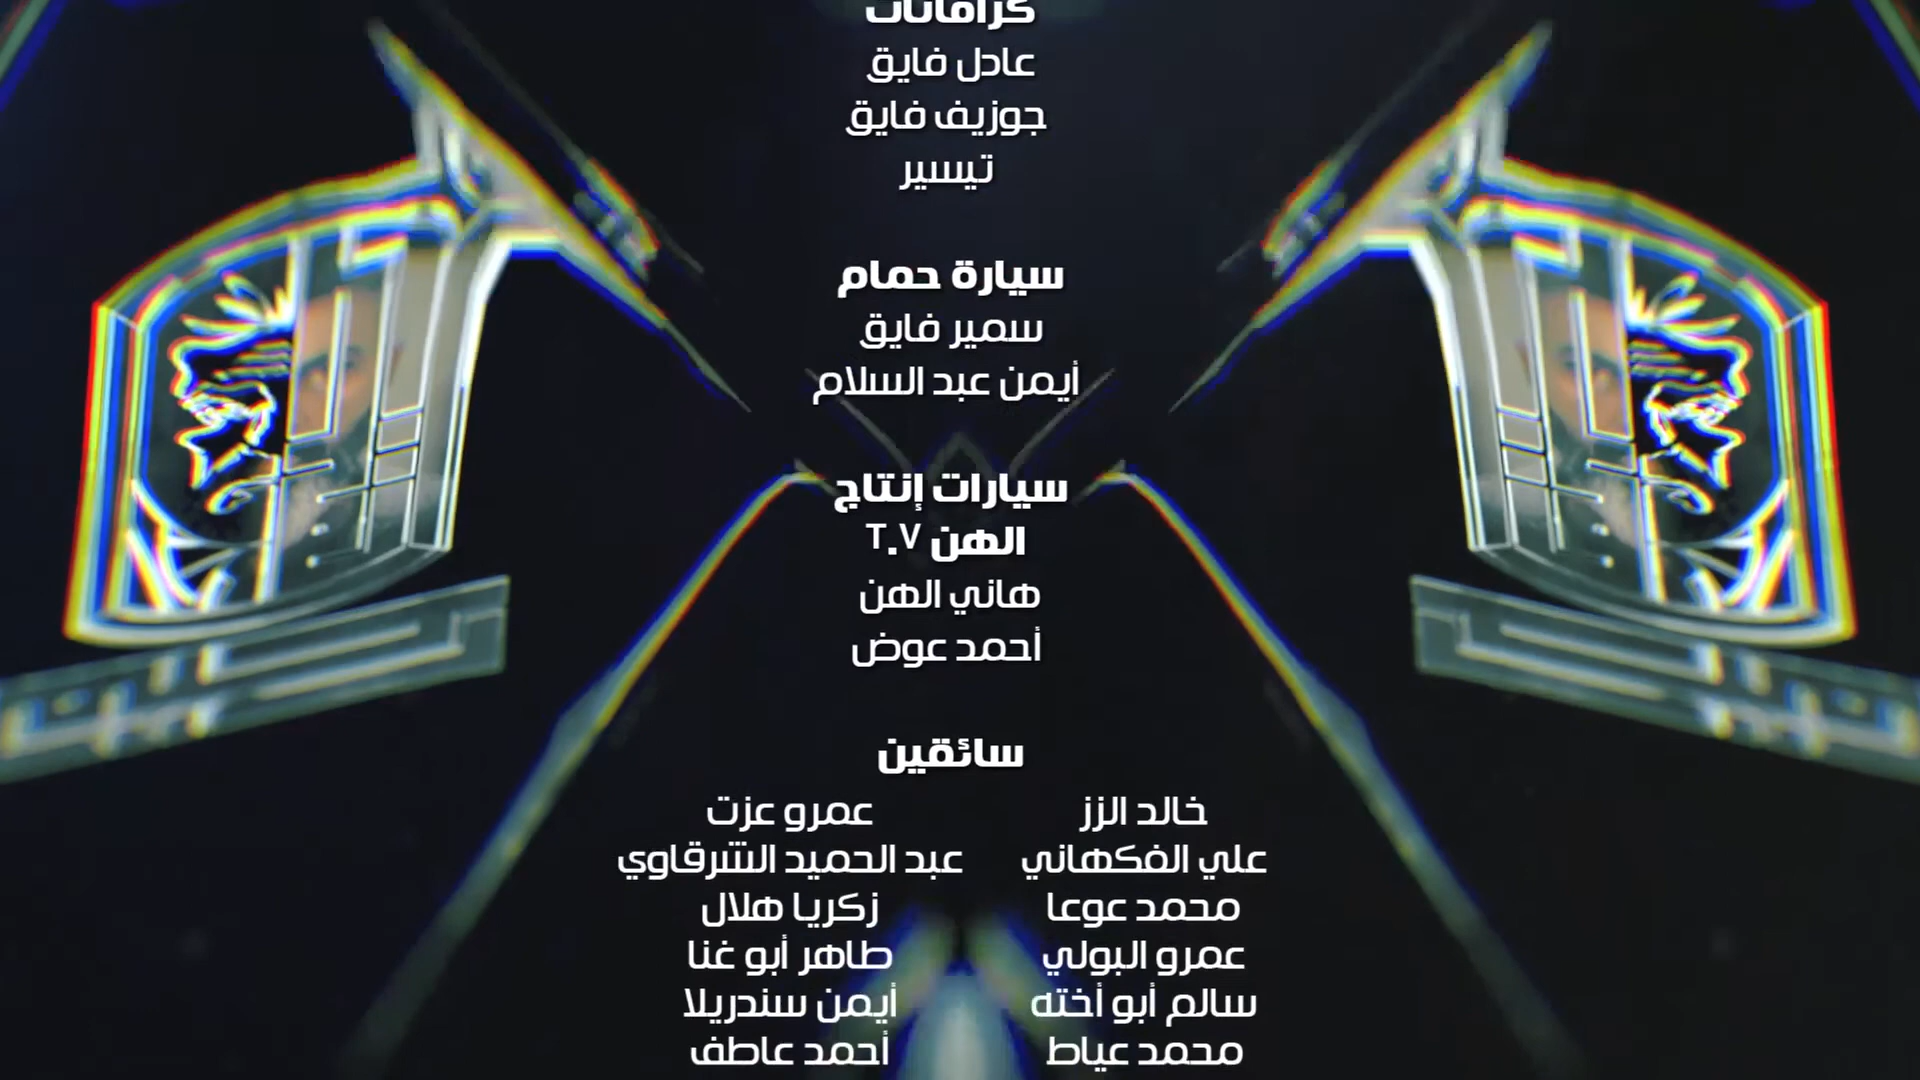 كرافانات
عادل فايق
جوزيف فايق
تيسير
سيارة حمام
سمير فايق
أيمن عبد السلام
سيارات إنتاج
الهن T.V
هاني الهن
أحمد عوض
سائقين
خالد الزز
عمرو عزت
علي الفكهاني
عبد الحميد الشرقاوي
محمد عوعا
زكريا هلال
عمرو البولي
طاهر أبو غنا
سالم أبو أخته
أيمن سندريلا
محمد عياط
أحمد عاطف